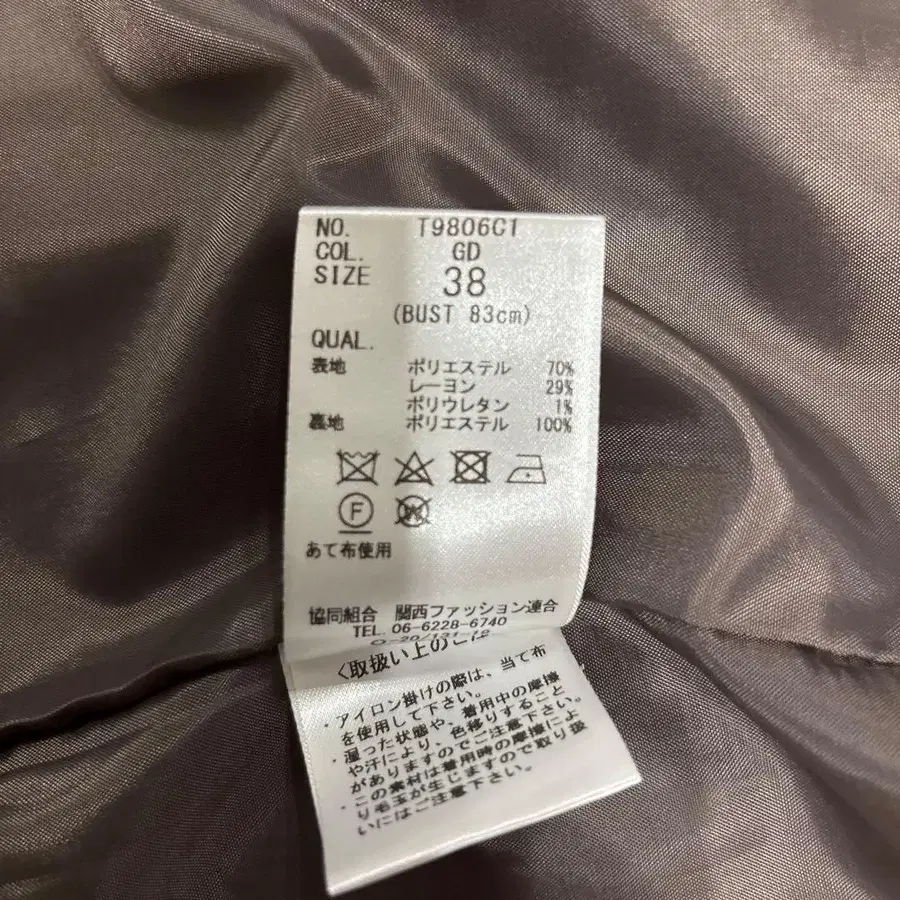 NO. T9806C1
COL. GD
SIZE 38
(BUST 83cm)
QUAL.
表地 ポリエステル 70%
レーヨン 29%
ポリウレタン 1%
裏地 ポリエステル 100%
F
W
あて布使用
協同組合 関西ファッション連合
TEL. 06-6228-6740
〈取扱い上のご注
・アイロン掛けの際は、当て布
を使用して下さい。
・湿った状態や、着用中の摩擦
や汗により、色移りすること
がありますのでご注意下さい。
・この素材は着用時の摩擦によ
り毛玉が生じますので取り扱
いにはご注意下さい。